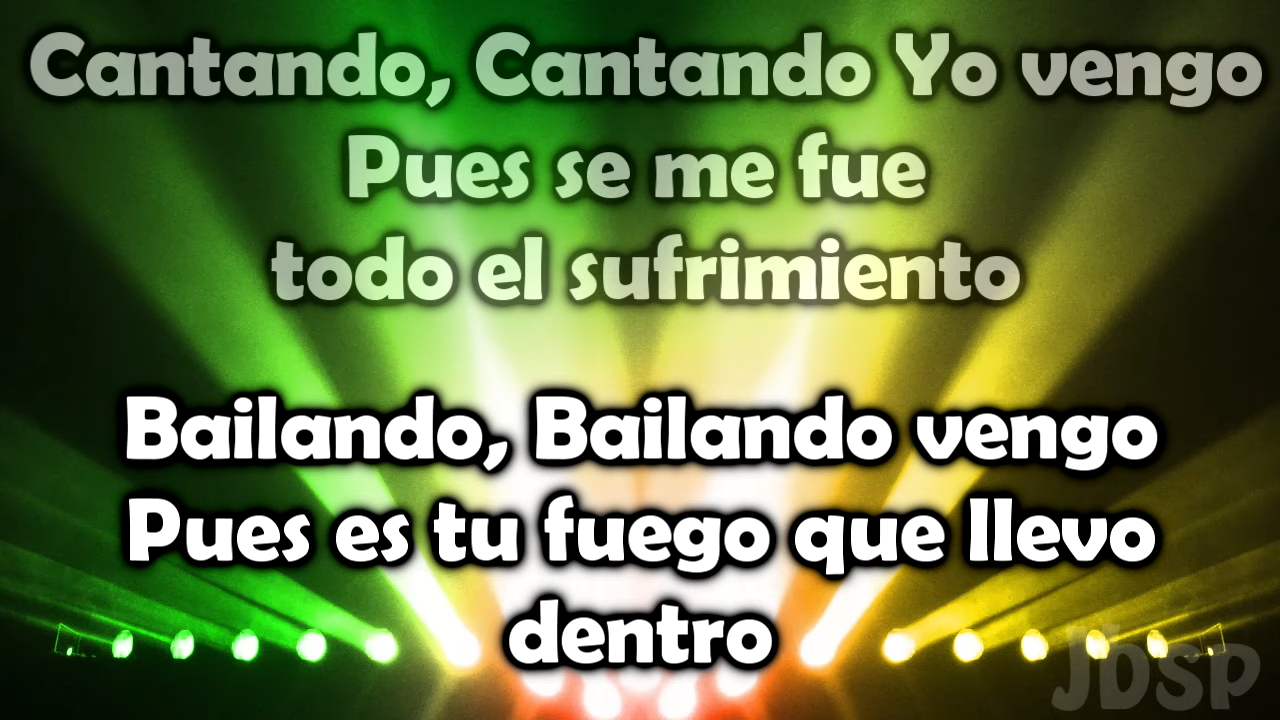 Cantando, Cantando Yo vengo
Pues se me fue
todo el sufrimiento
Bailando, Bailando vengo
Pues es tu fuego que llevo
dentro
Jbsp